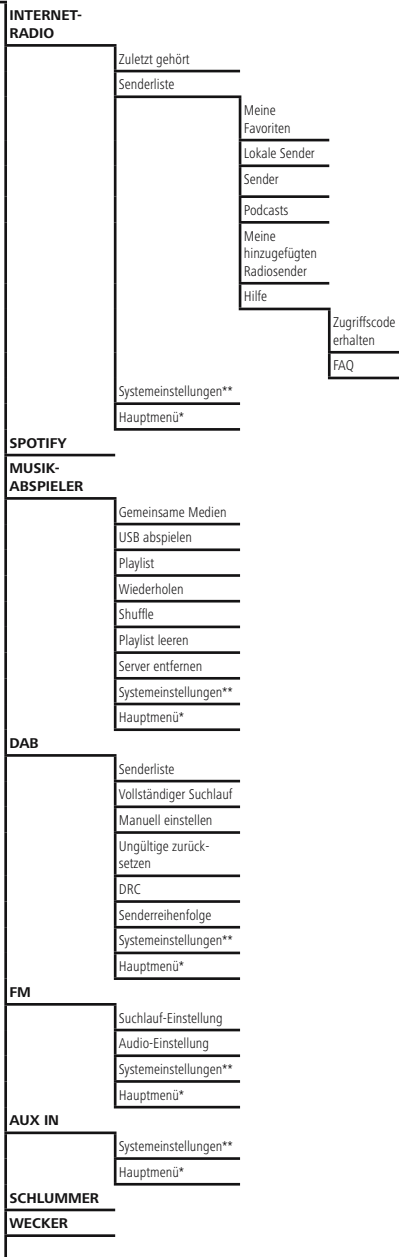 INTERNET-
RADIO
Zuletzt gehört
Senderliste
Meine
Favoriten
Lokale Sender
Sender
Podcasts
Meine
hinzugefügten
Radiosender
Hilfe
Zugriffscode
erhalten
FAQ
Systemeinstellungen**
Hauptmenü*
SPOTIFY
MUSIK-
ABSPIELER
Gemeinsame Medien
USB abspielen
Playlist
Wiederholen
Shuffle
Playlist leeren
Server entfernen
Systemeinstellungen**
Hauptmenü*
DAB
Senderliste
Vollständiger Suchlauf
Manuell einstellen
Ungültige zurück-
setzen
DRC
Senderreihenfolge
Systemeinstellungen**
Hauptmenü*
FM
Suchlauf-Einstellung
Audio-Einstellung
Systemeinstellungen**
Hauptmenü*
AUX IN
Systemeinstellungen**
Hauptmenü*
SCHLUMMER
WECKER